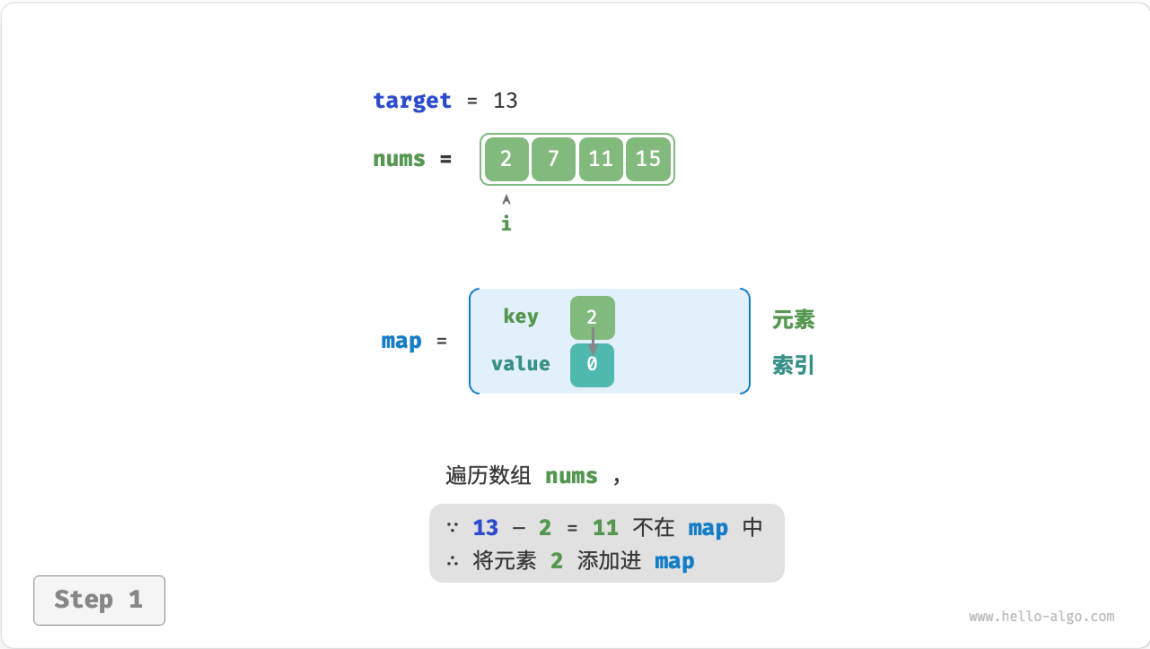 target = 13
nums = 2 7 11 15
^
i
key 2 元素
map =
value 0 索引
遍历数组 nums ，
∵ 13 − 2 = 11 不在 map 中
∴ 将元素 2 添加进 map
Step 1
www.hello-algo.com